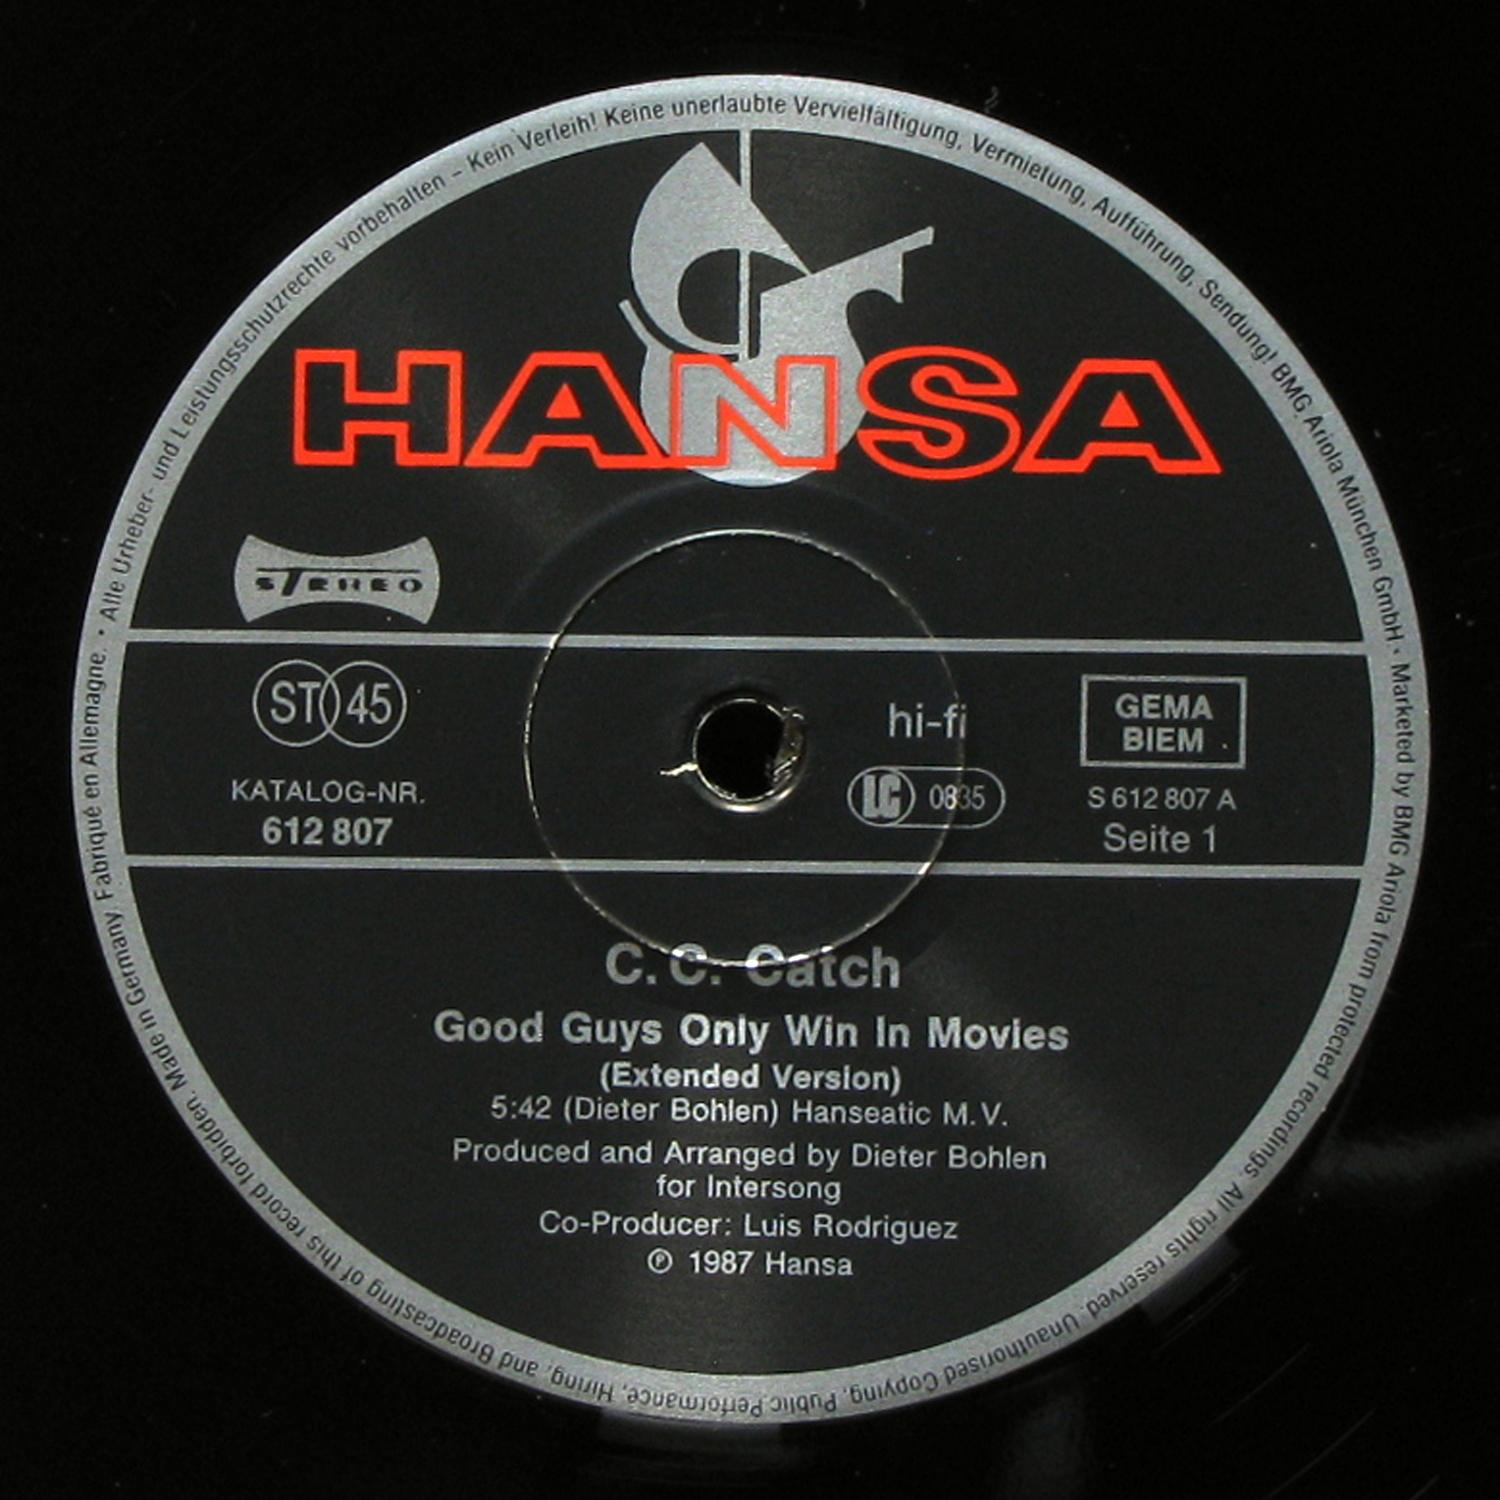 Alle Urheber- und Leistungsschutzrechte vorbehalten – Kein Verleih! Keine unerlaubte Vervielfältigung, Vermietung, Aufführung, Sendung! BMG Ariola München GmbH · Marketed by BMG Ariola from protected recordings. All rights reserved. Unauthorised Copying, Public Performance, Hiring, and Broadcasting of this record forbidden. Made in Germany. Fabriqué en Allemagne. ·
HANSA
STEREO
ST 45
hi-fi
GEMA
BIEM
KATALOG-NR.
612 807
LC 0835
S 612 807 A
Seite 1
C. C. Catch
Good Guys Only Win In Movies
(Extended Version)
5:42 (Dieter Bohlen) Hanseatic M. V.
Produced and Arranged by Dieter Bohlen
for Intersong
Co-Producer: Luis Rodriguez
℗ 1987 Hansa